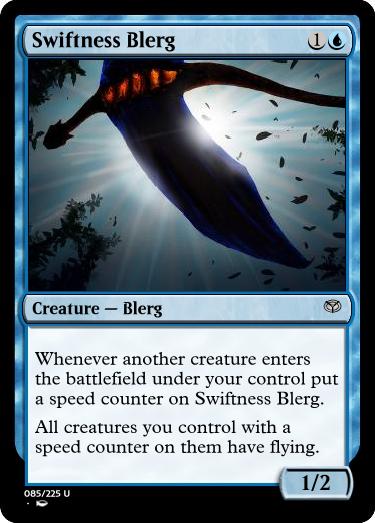 Swiftness Blerg 1
Creature — Blerg
Whenever another creature enters
the battlefield under your control put
a speed counter on Swiftness Blerg.
All creatures you control with a
speed counter on them have flying.
1/2
085/225 U